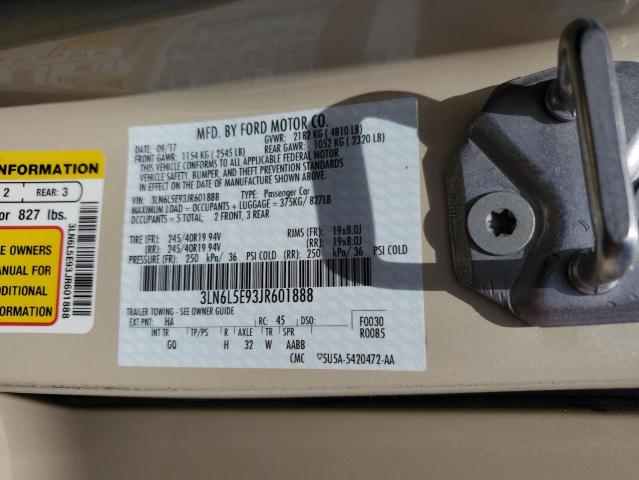 NFORMATION
2 REAR: 3
or 827 lbs.
E OWNERS
ANUAL FOR
ADDITIONAL
NFORMATION
3LN6L5E93JR601888
MFD. BY FORD MOTOR CO.
DATE: 09/17 GVWR: 2182 KG ( 4810 LB)
FRONT GAWR: 1154 KG ( 2545 LB) REAR GAWR: 1052 KG ( 2320 LB)
THIS VEHICLE CONFORMS TO ALL APPLICABLE FEDERAL MOTOR
VEHICLE SAFETY, BUMPER, AND THEFT PREVENTION STANDARDS
IN EFFECT ON THE DATE OF MANUFACTURE SHOWN ABOVE.
VIN: 3LN6L5E93JR601888 TYPE: Passenger Car
MAXIMUM LOAD = OCCUPANTS + LUGGAGE = 375KG/ 827LB
OCCUPANTS = 5 TOTAL: 2 FRONT, 3 REAR
TIRE (FR): 245/40R19 94V RIMS (FR): 19x8.0J
(RR): 245/40R19 94V (RR): 19x8.0J
PRESSURE (FR): 250 kPa/ 36 PSI COLD (RR): 250 kPa/ 36 PSI COLD
3LN6L5E93JR601888
TRAILER TOWING - SEE OWNER GUIDE
EXT PNT: HA RC: 45 DSO: F0030
R0085
INT TR TP/PS R AXLE TR SPR
GQ H 32 W AABB
CMC ▽5U5A-5420472-AA